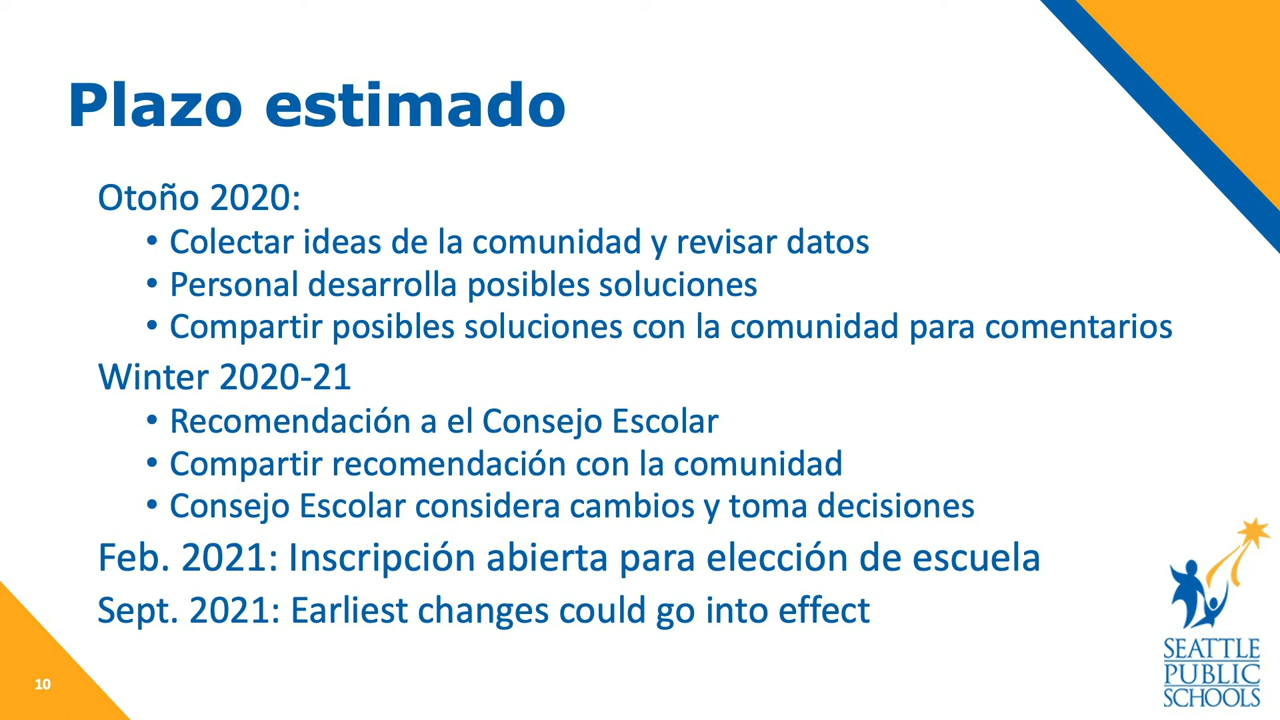 Plazo estimado
Otoño 2020:
• Colectar ideas de la comunidad y revisar datos
• Personal desarrolla posibles soluciones
• Compartir posibles soluciones con la comunidad para comentarios
Winter 2020-21
• Recomendación a el Consejo Escolar
• Compartir recomendación con la comunidad
• Consejo Escolar considera cambios y toma decisiones
Feb. 2021: Inscripción abierta para elección de escuela
Sept. 2021: Earliest changes could go into effect
10
SEATTLE
PUBLIC
SCHOOLS